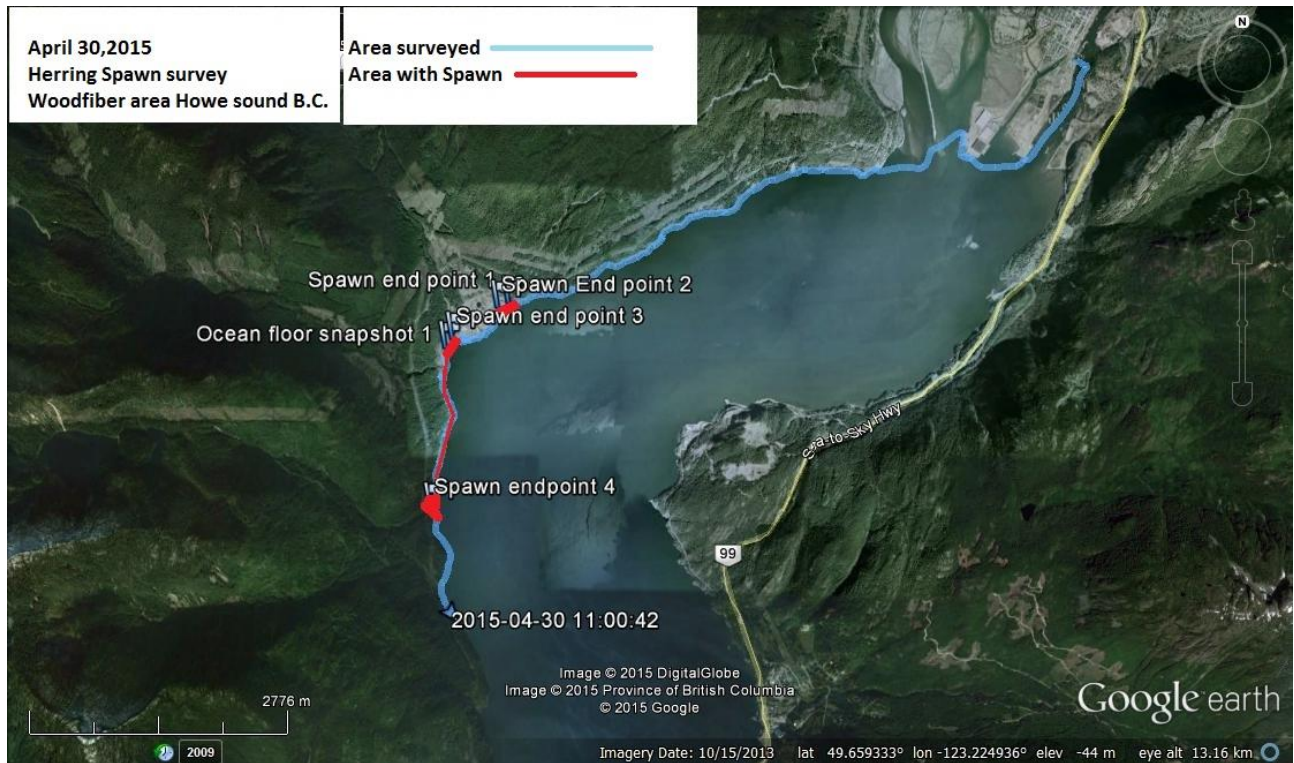 April 30,2015
Herring Spawn survey
Woodfiber area Howe sound B.C.
Area surveyed
Area with Spawn
N
Spawn end point 1
Spawn End point 2
Spawn end point 3
Ocean floor snapshot 1
Sea-to-Sky Hwy
Spawn endpoint 4
99
2015-04-30 11:00:42
Image © 2015 DigitalGlobe
Image © 2015 Province of British Columbia
© 2015 Google
Google earth
2776 m
2009
Imagery Date: 10/15/2013 lat 49.659333° lon -123.224936° elev -44 m eye alt 13.16 km